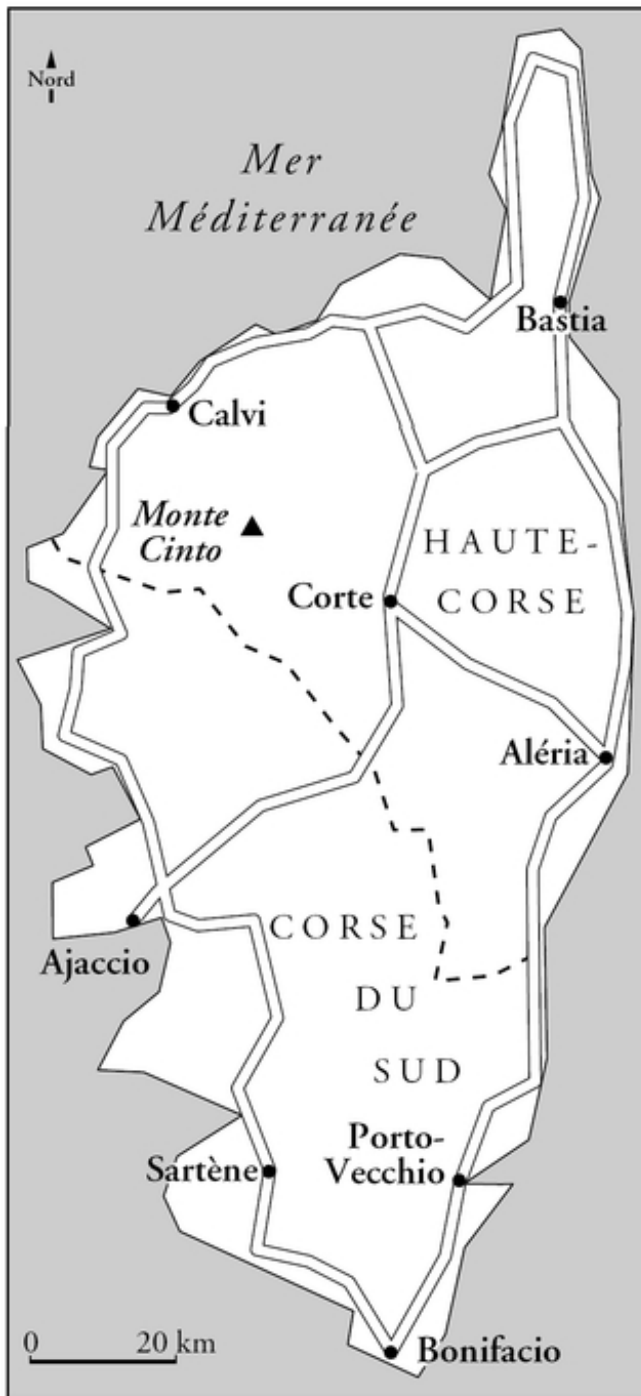 Nord
Mer
Méditerranée
Bastia
Calvi
Monte
Cinto
HAUTE-
CORSE
Corte
Aléria
CORSE
DU
SUD
Ajaccio
Porto-
Vecchio
Sartène
Bonifacio
0 20 km